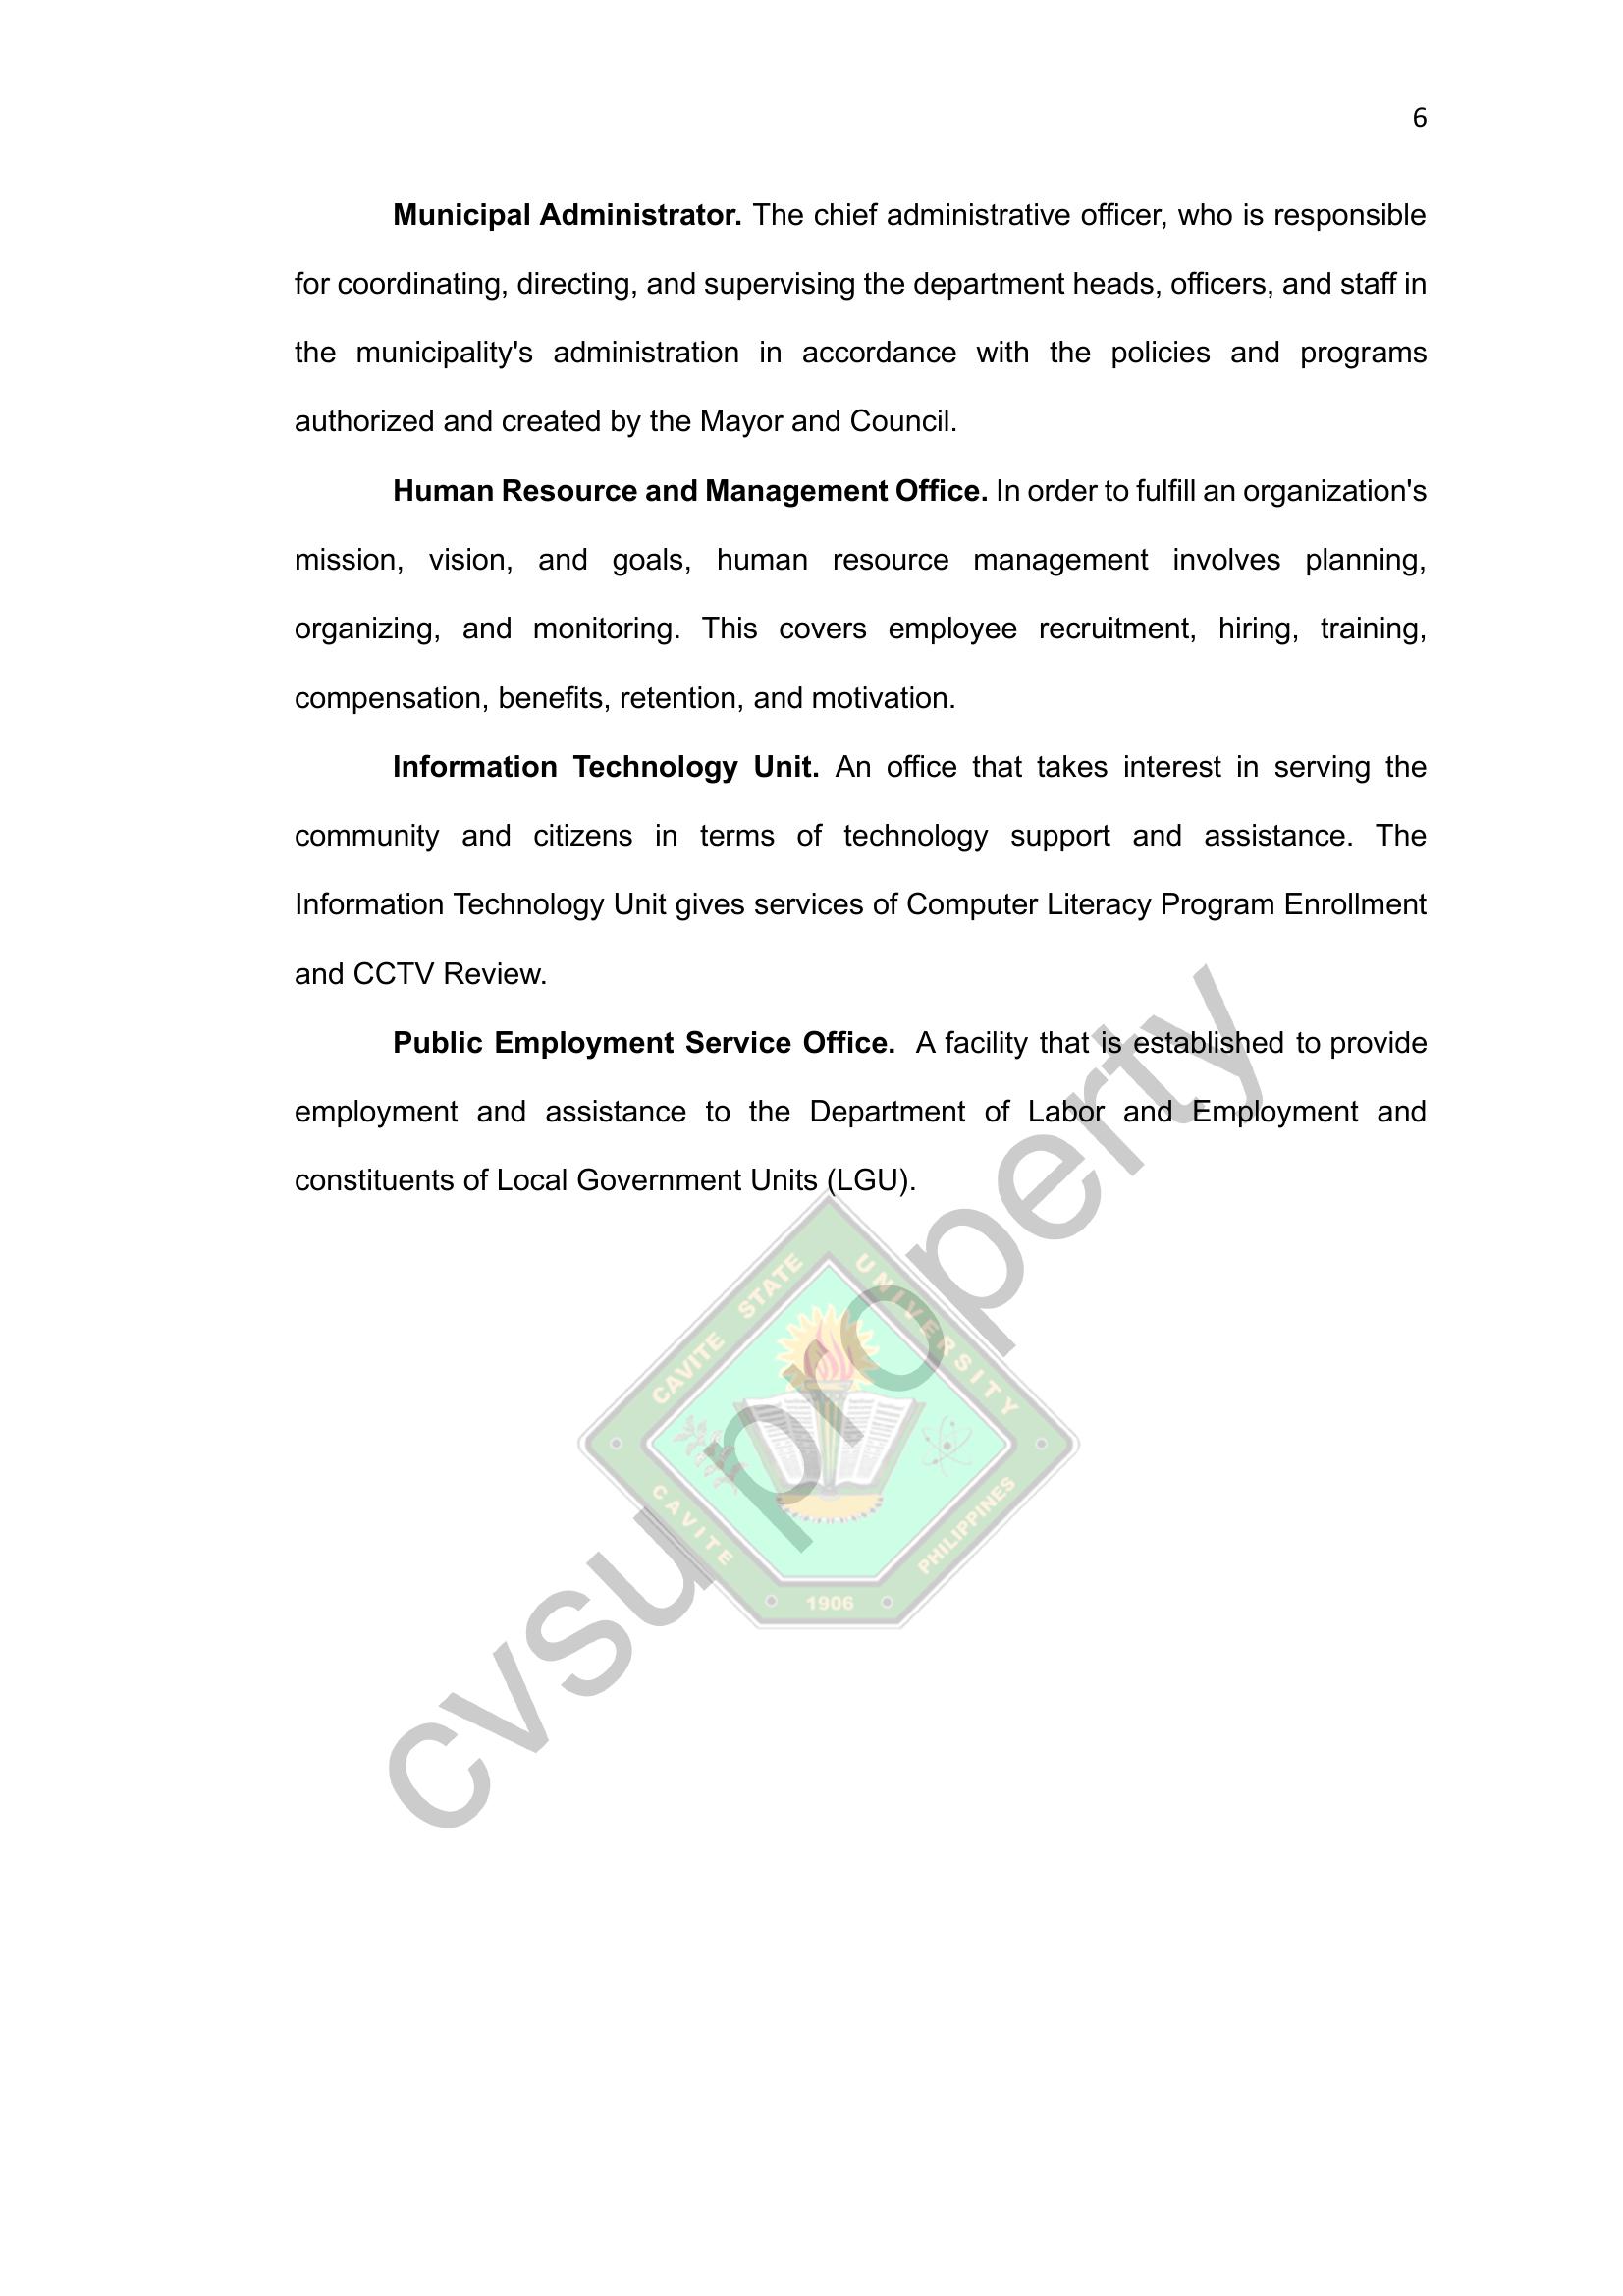 6
Municipal Administrator. The chief administrative officer, who is responsible
for coordinating, directing, and supervising the department heads, officers, and staff in
the municipality's administration in accordance with the policies and programs
authorized and created by the Mayor and Council.
Human Resource and Management Office. In order to fulfill an organization's
mission, vision, and goals, human resource management involves planning,
organizing, and monitoring. This covers employee recruitment, hiring, training,
compensation, benefits, retention, and motivation.
Information Technology Unit. An office that takes interest in serving the
community and citizens in terms of technology support and assistance. The
Information Technology Unit gives services of Computer Literacy Program Enrollment
and CCTV Review.
Public Employment Service Office. A facility that is established to provide
employment and assistance to the Department of Labor and Employment and
constituents of Local Government Units (LGU).
cvsu property
CAVITE STATE UNIVERSITY
CAVITE PHILIPPINES
1906